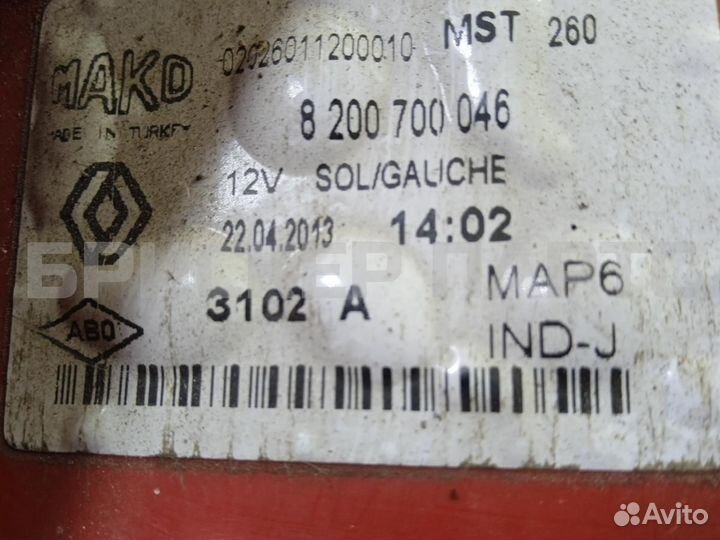 MAKO
MADE IN TURKEY
02026011200010 MST 260
8 200 700 046
12V SOL/GAUCHE
22.04.2013 14:02
3102 A
MAP6
IND-J
ABO
Avito